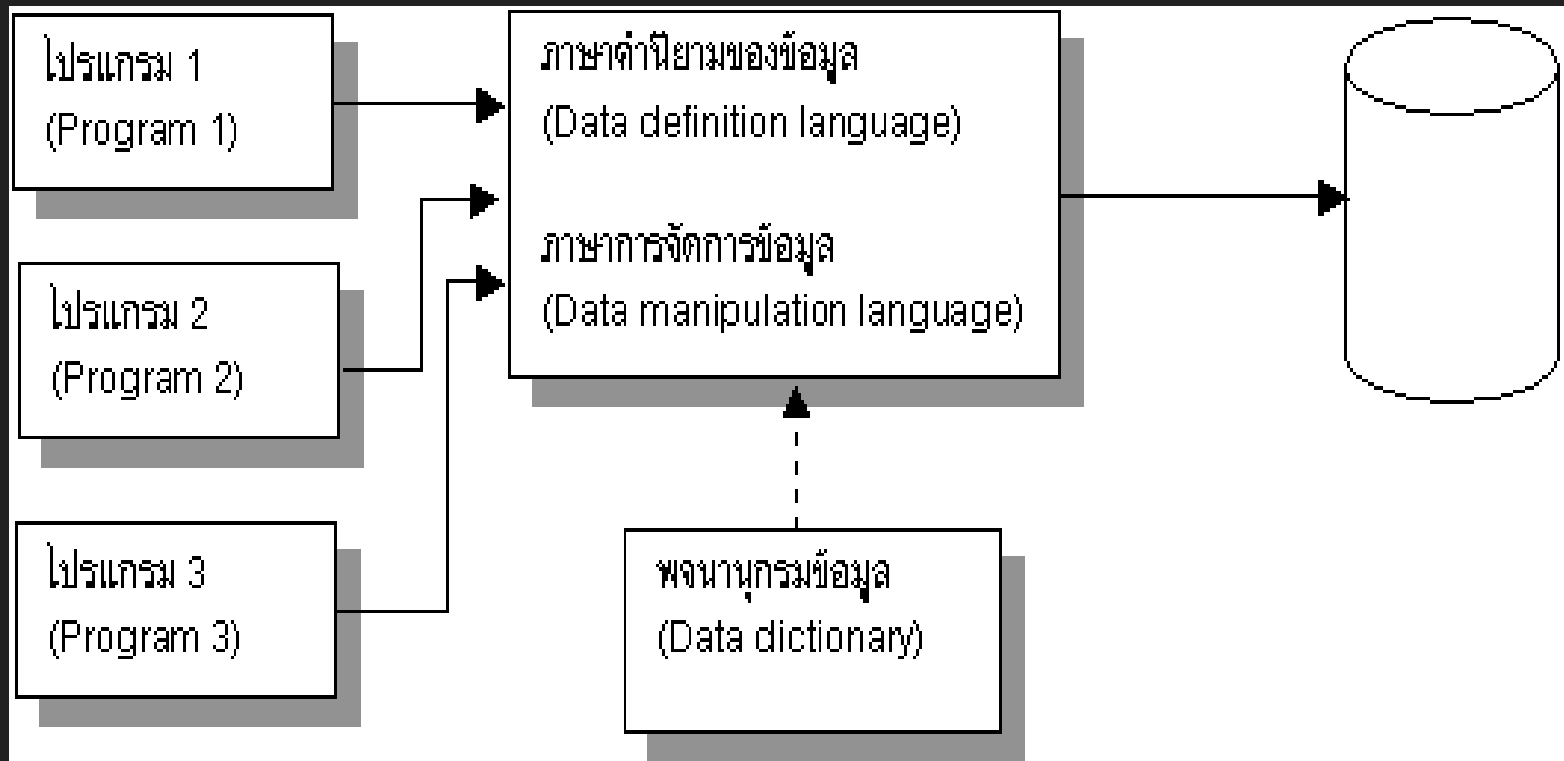 โปรแกรม 1
(Program 1)
ภาษาคำนิยามของข้อมูล
(Data definition language)
ภาษาการจัดการข้อมูล
(Data manipulation language)
โปรแกรม 2
(Program 2)
โปรแกรม 3
(Program 3)
พจนานุกรมข้อมูล
(Data dictionary)